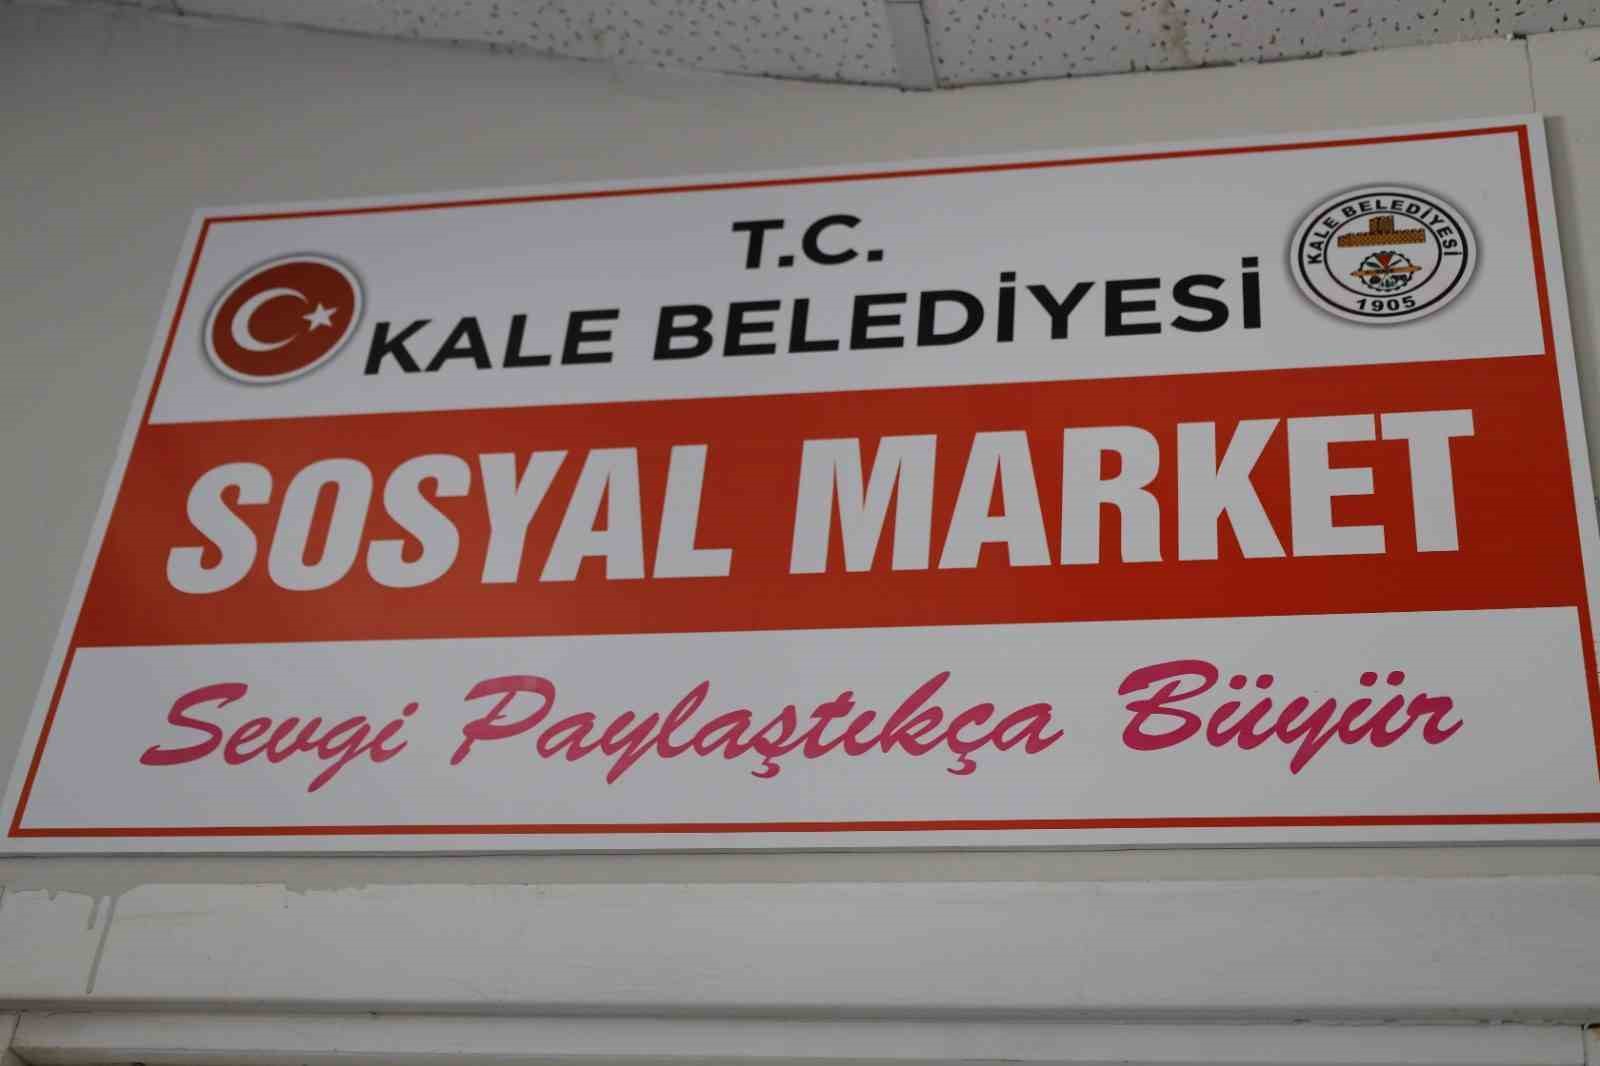 T.C.
KALE BELEDİYESİ
KALE BELEDİYESİ
1905
SOSYAL MARKET
Sevgi Paylaştıkça Büyür